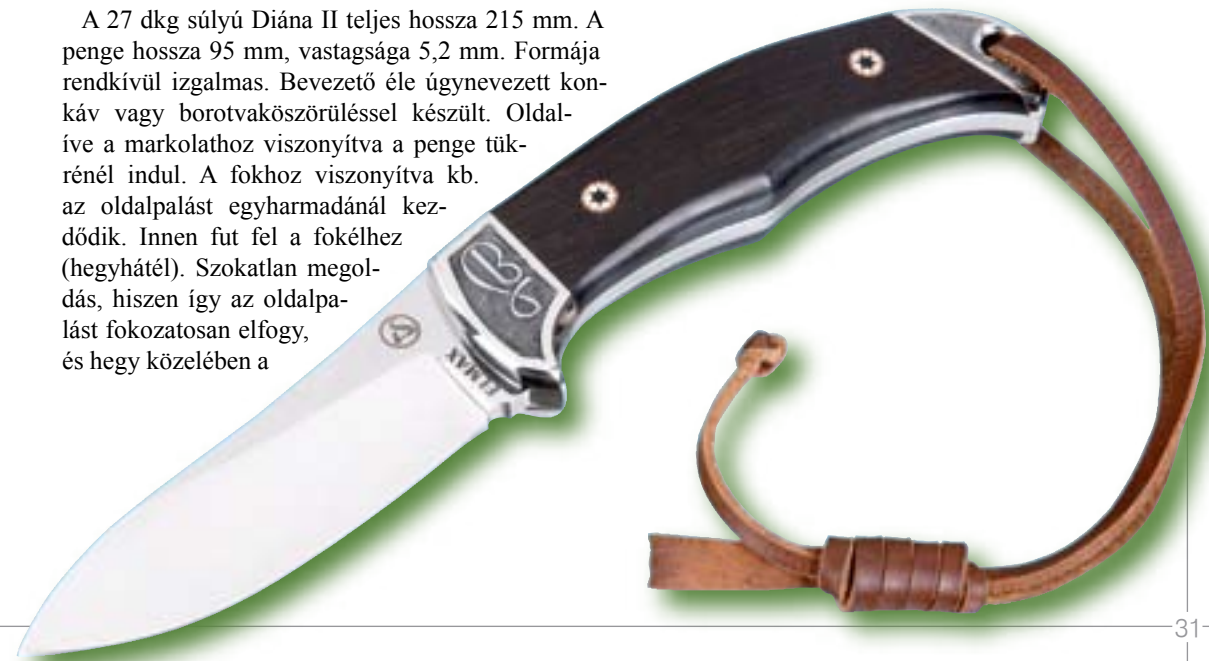 A 27 dkg súlyú Diána II teljes hossza 215 mm. A
penge hossza 95 mm, vastagsága 5,2 mm. Formája
rendkívül izgalmas. Bevezető éle úgynevezett kon-
káv vagy borotvaköszörüléssel készült. Oldal-
íve a markolathoz viszonyítva a penge tük-
rénél indul. A fokhoz viszonyítva kb.
az oldalpalást egyharmadánál kez-
dődik. Innen fut fel a fokélhez
(hegyhátél). Szokatlan megol-
dás, hiszen így az oldalpa-
lást fokozatosan elfogy,
és hegy közelében a
ELMAX
31